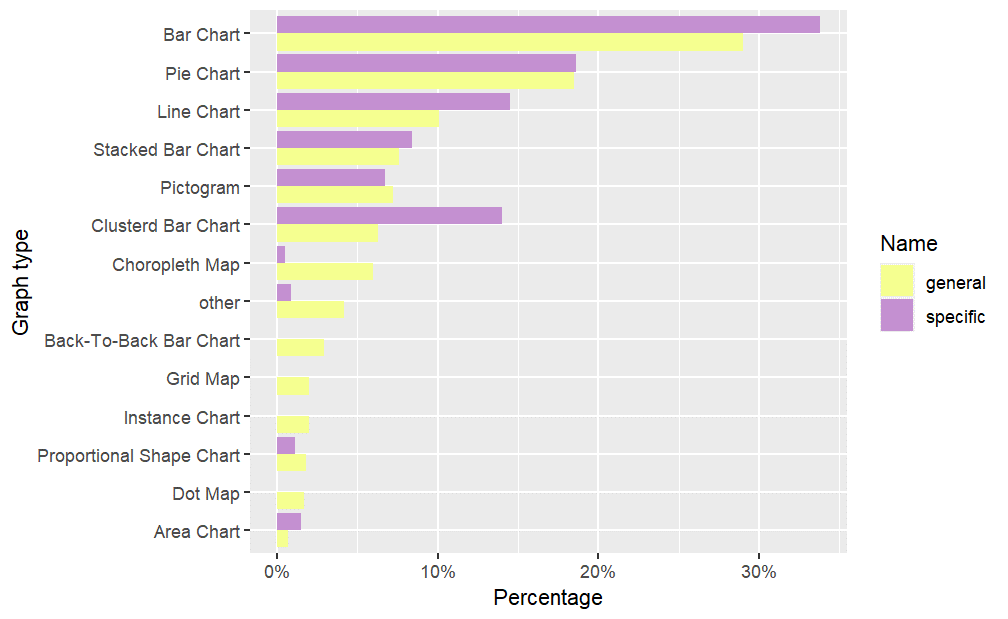 Bar Chart
Pie Chart
Line Chart
Stacked Bar Chart
Pictogram
Clusterd Bar Chart
Choropleth Map
other
Back-To-Back Bar Chart
Grid Map
Instance Chart
Proportional Shape Chart
Dot Map
Area Chart
Graph type
0% 10% 20% 30%
Percentage
Name
general
specific